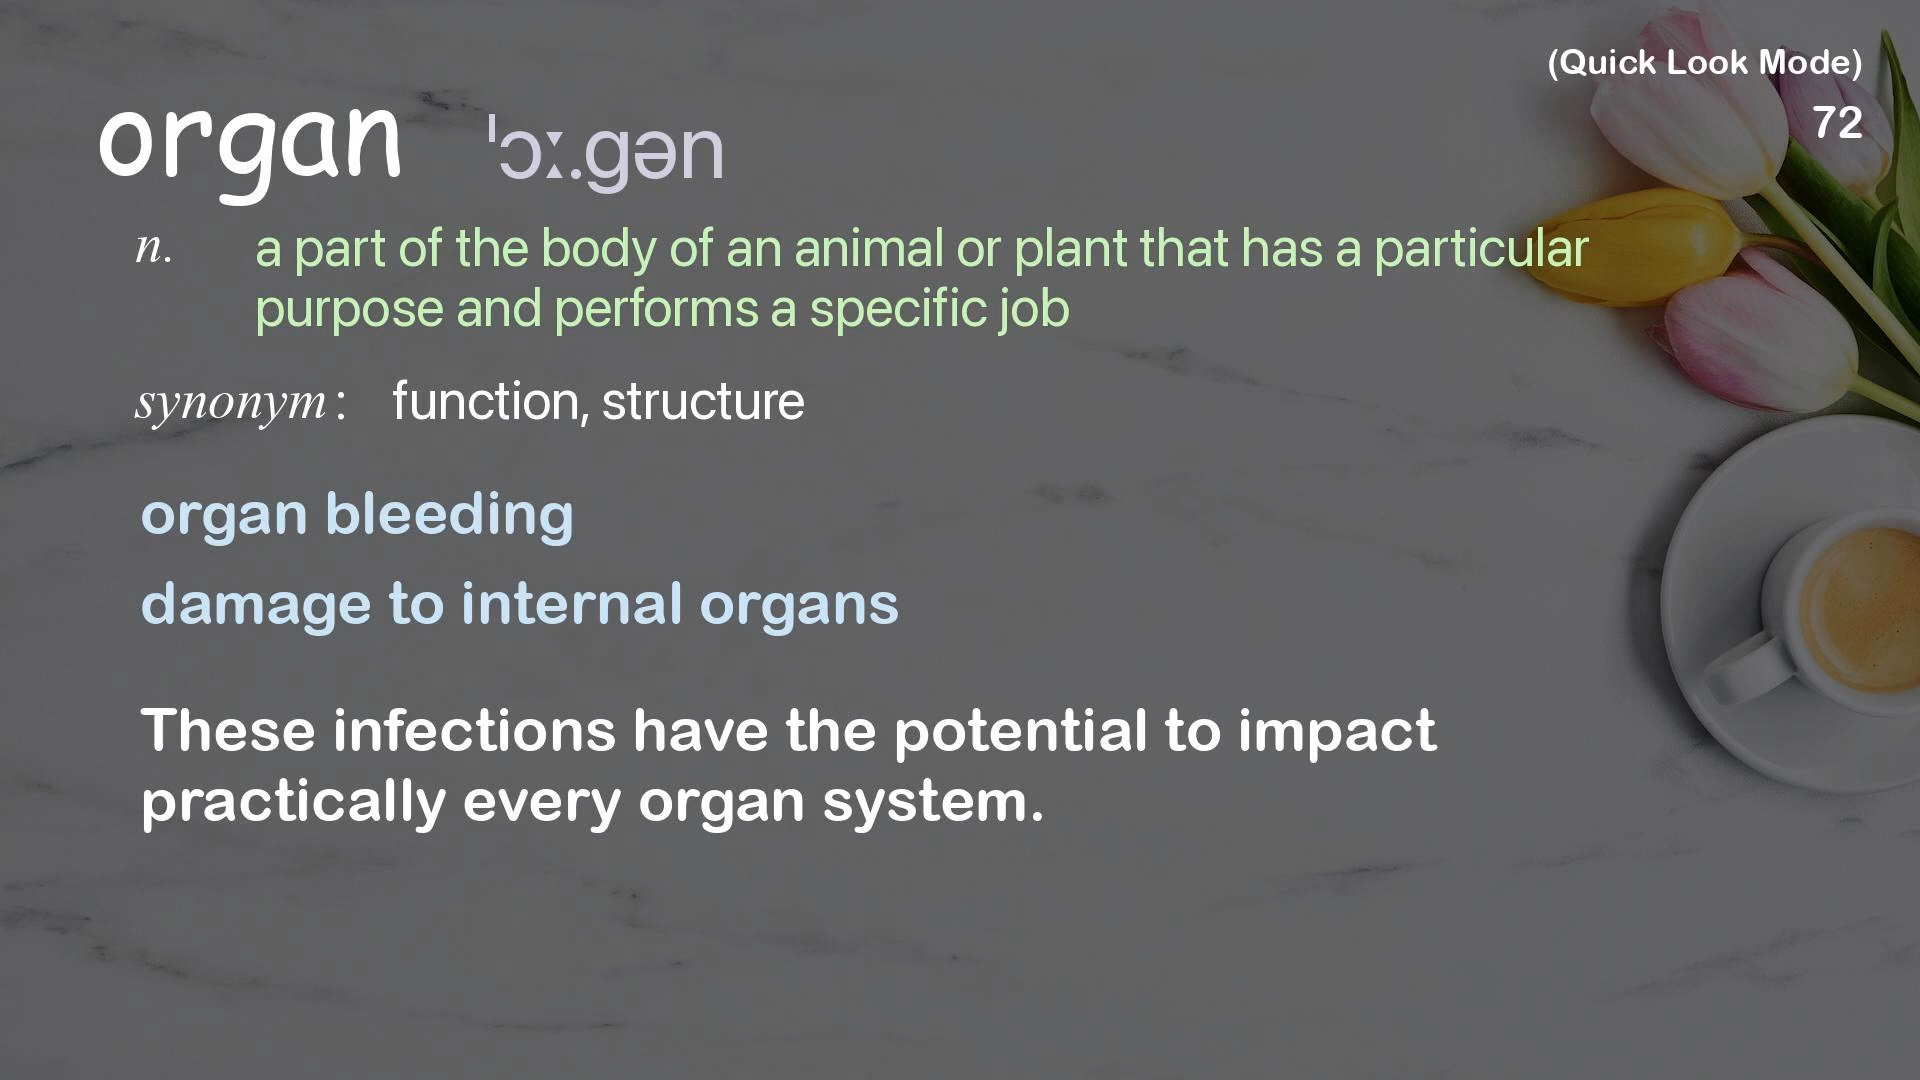 (Quick Look Mode)
72
organ ˈɔː.gən
n. a part of the body of an animal or plant that has a particular
purpose and performs a specific job
synonym: function, structure
organ bleeding
damage to internal organs
These infections have the potential to impact
practically every organ system.